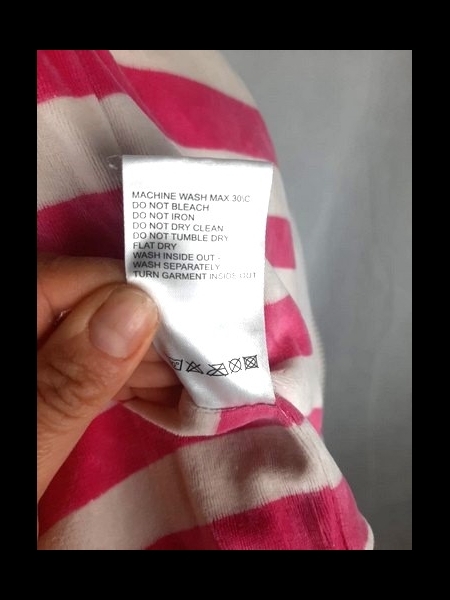 MACHINE WASH MAX 30\C
DO NOT BLEACH
DO NOT IRON
DO NOT DRY CLEAN
DO NOT TUMBLE DRY
FLAT DRY
WASH INSIDE OUT -
WASH SEPARATELY
TURN GARMENT INSIDE OUT